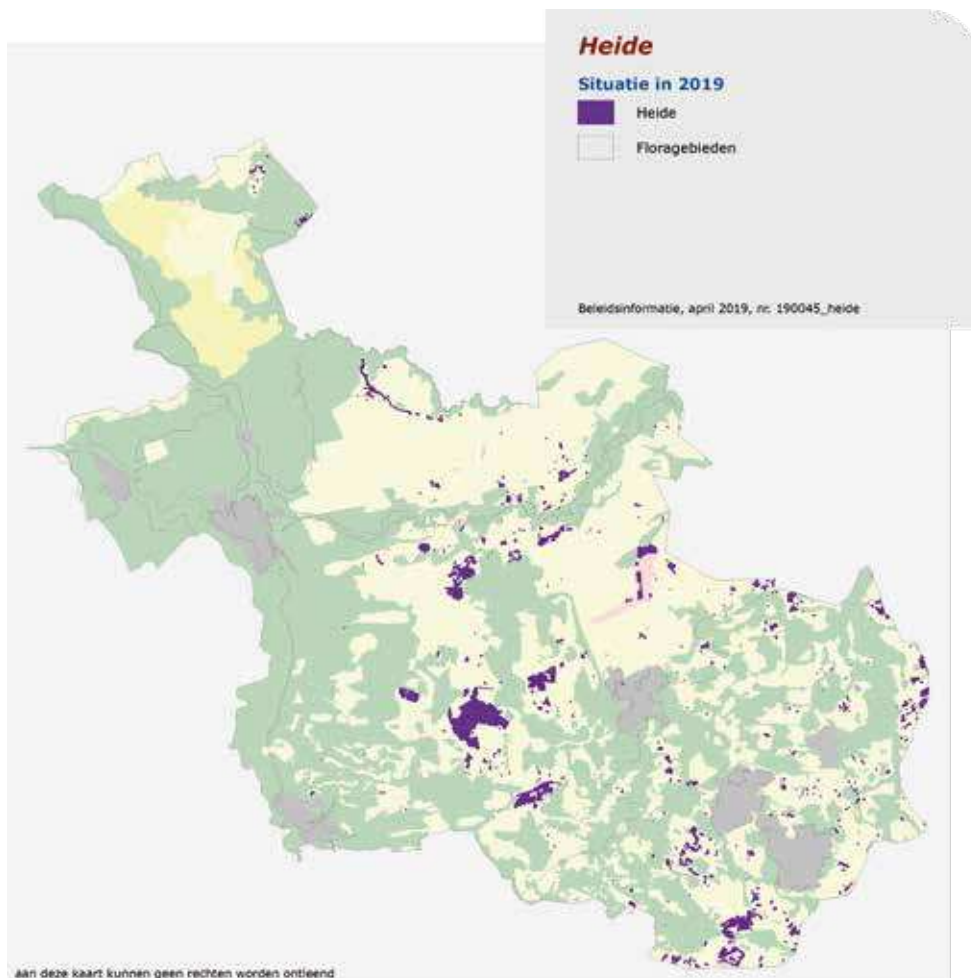 Heide
Situatie in 2019
Heide
Floragebieden
Beleidsinformatie, april 2019, nr. 190045_heide
aan deze kaart kunnen geen rechten worden ontleend